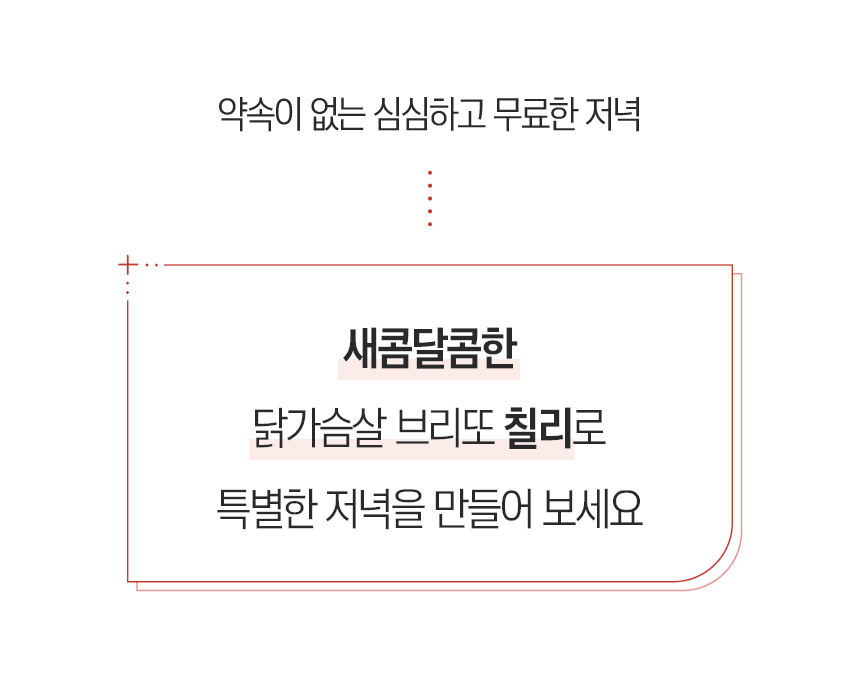 약속이 없는 심심하고 무료한 저녁
새콤달콤한
닭가슴살 브리또 칠리로
특별한 저녁을 만들어 보세요